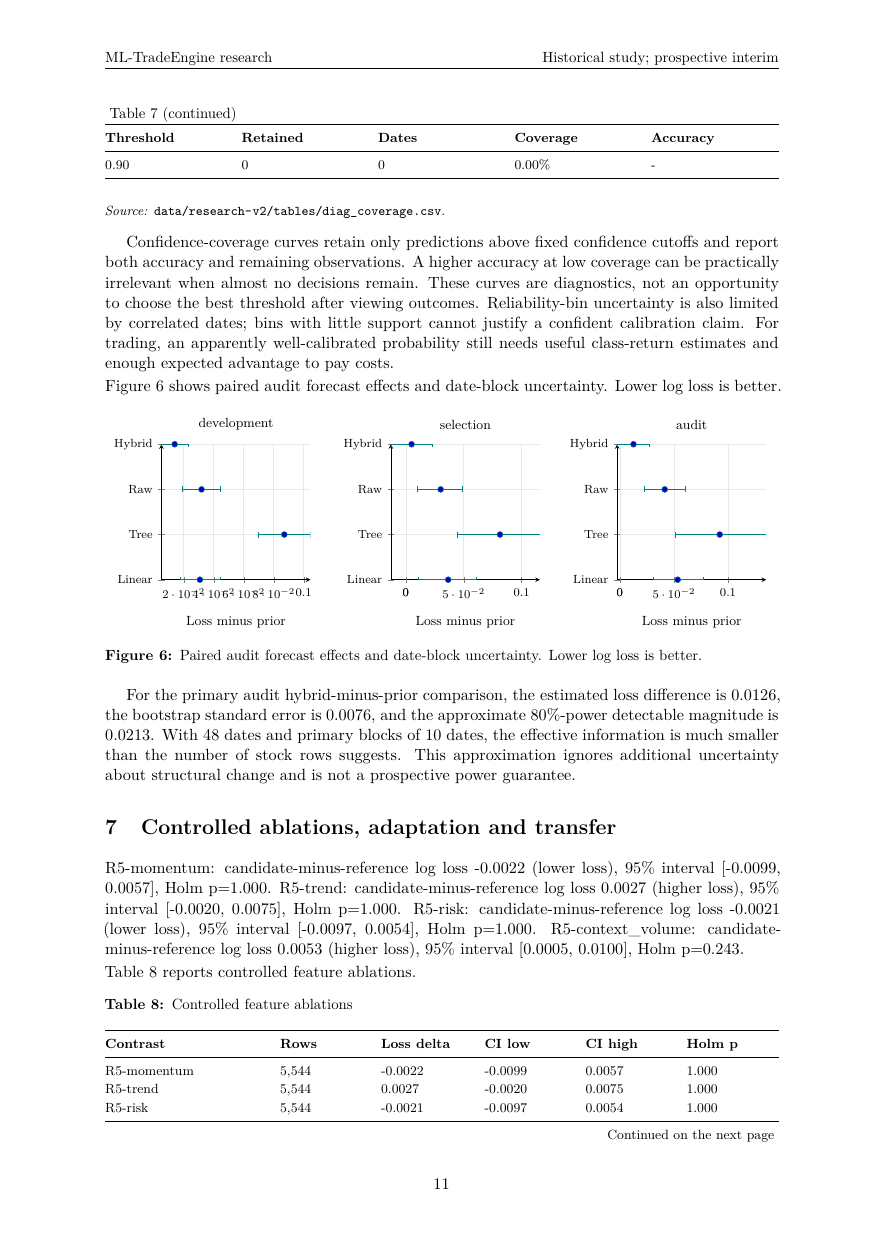 ML-TradeEngine research Historical study; prospective interim
Table 7 (continued)
Threshold Retained Dates Coverage Accuracy
0.90 0 0 0.00% -
Source: data/research-v2/tables/diag_coverage.csv.
Confidence-coverage curves retain only predictions above fixed confidence cutoffs and report
both accuracy and remaining observations. A higher accuracy at low coverage can be practically
irrelevant when almost no decisions remain. These curves are diagnostics, not an opportunity
to choose the best threshold after viewing outcomes. Reliability-bin uncertainty is also limited
by correlated dates; bins with little support cannot justify a confident calibration claim. For
trading, an apparently well-calibrated probability still needs useful class-return estimates and
enough expected advantage to pay costs.
Figure 6 shows paired audit forecast effects and date-block uncertainty. Lower log loss is better.
development selection audit
Hybrid Hybrid Hybrid
Raw Raw Raw
Tree Tree Tree
Linear Linear Linear
0.1 0 5 · 10−2 0.1 0 5 · 10−2 0.1
Loss minus prior Loss minus prior Loss minus prior
Figure 6: Paired audit forecast effects and date-block uncertainty. Lower log loss is better.
For the primary audit hybrid-minus-prior comparison, the estimated loss difference is 0.0126,
the bootstrap standard error is 0.0076, and the approximate 80%-power detectable magnitude is
0.0213. With 48 dates and primary blocks of 10 dates, the effective information is much smaller
than the number of stock rows suggests. This approximation ignores additional uncertainty
about structural change and is not a prospective power guarantee.
7 Controlled ablations, adaptation and transfer
R5-momentum: candidate-minus-reference log loss -0.0022 (lower loss), 95% interval [-0.0099,
0.0057], Holm p=1.000. R5-trend: candidate-minus-reference log loss 0.0027 (higher loss), 95%
interval [-0.0020, 0.0075], Holm p=1.000. R5-risk: candidate-minus-reference log loss -0.0021
(lower loss), 95% interval [-0.0097, 0.0054], Holm p=1.000. R5-context_volume: candidate-
minus-reference log loss 0.0053 (higher loss), 95% interval [0.0005, 0.0100], Holm p=0.243.
Table 8 reports controlled feature ablations.
Table 8: Controlled feature ablations
Contrast Rows Loss delta CI low CI high Holm p
R5-momentum 5,544 -0.0022 -0.0099 0.0057 1.000
R5-trend 5,544 0.0027 -0.0020 0.0075 1.000
R5-risk 5,544 -0.0021 -0.0097 0.0054 1.000
Continued on the next page
11